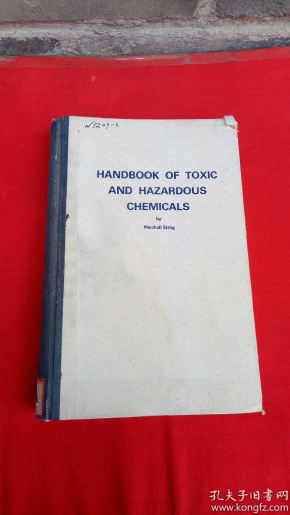 N5209-2
HANDBOOK OF TOXIC
AND HAZARDOUS
CHEMICALS
by
Marshall Sittig
孔夫子旧书网
www.kongfz.com